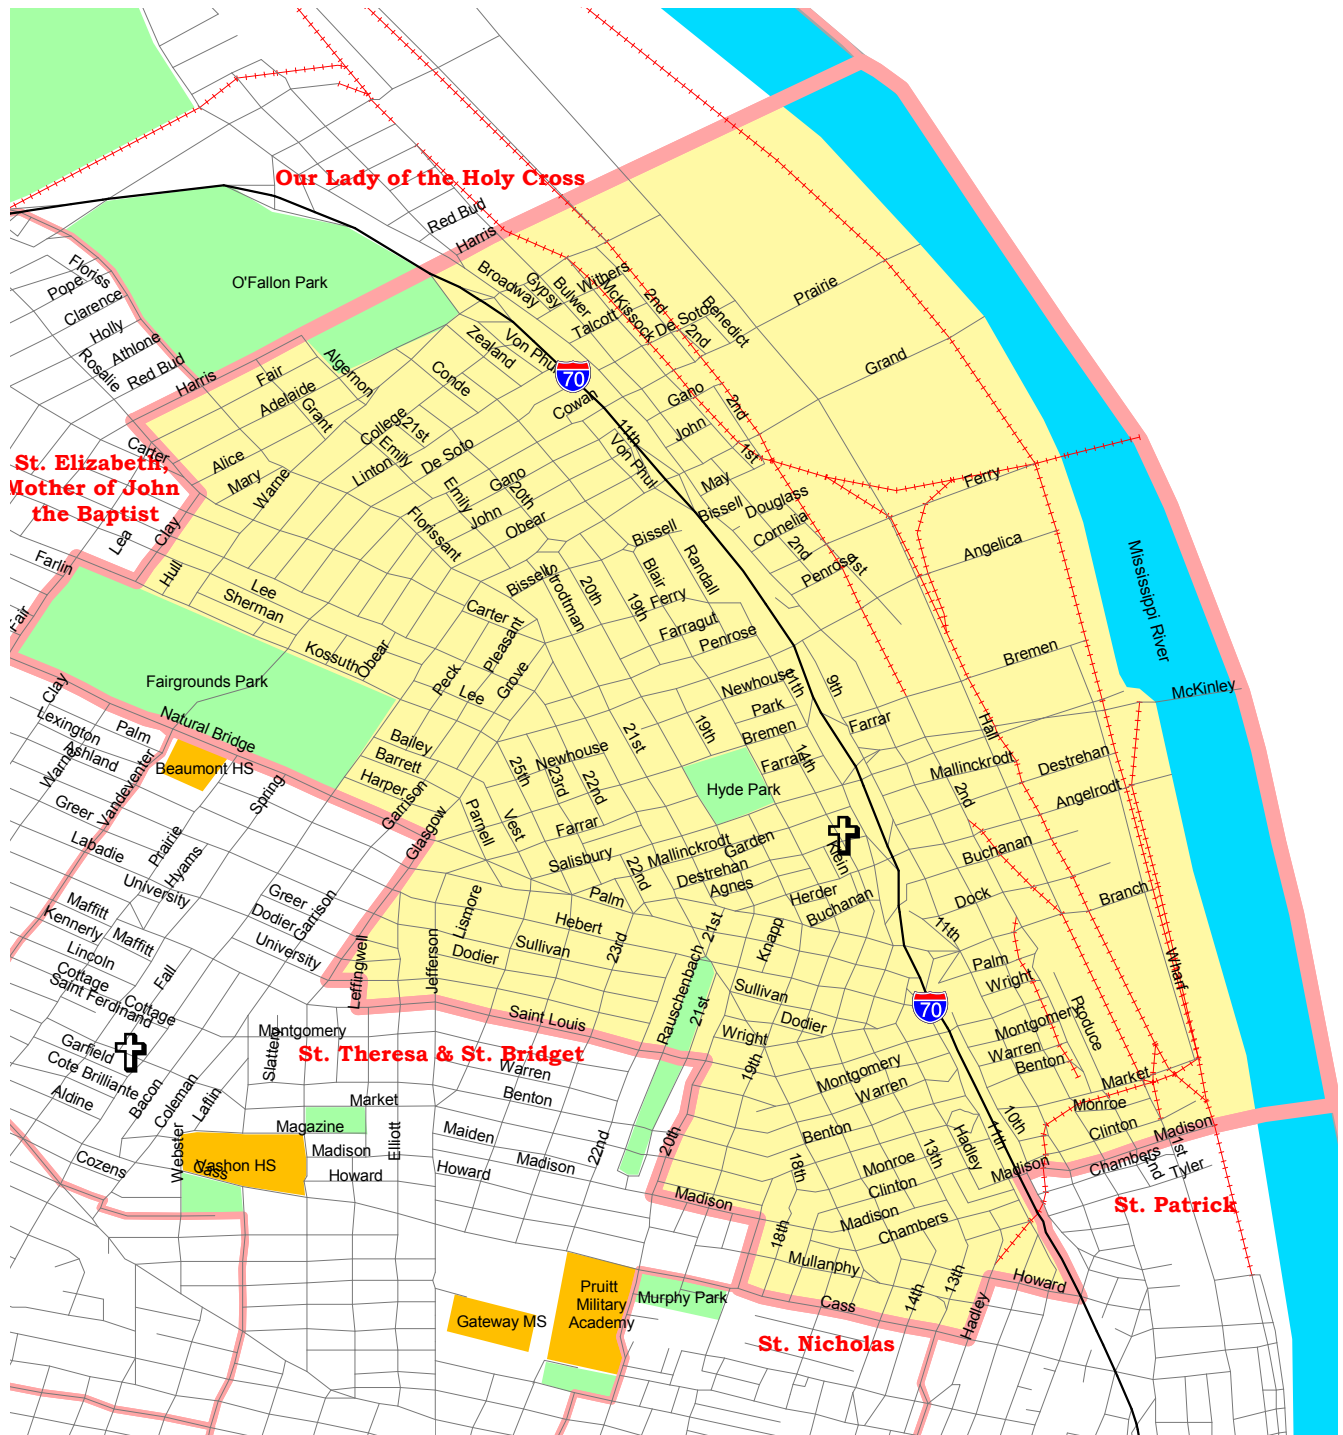 Our Lady of the Holy Cross
Red Bud
Harris
O'Fallon Park
Floriss
Pope
Clarence
Holly
Athlone
Rosalie
Red Bud
Harris
Broadway
Gypsy
Bulwer
Withers
McKissock
2nd
Talcott
De Soto
2nd
Benedict
Prairie
Grand
Zealand
Von Phul
70
Fair
Adelaide
Algernon
Grant
Conde
College
21st
Emily
Linton
De Soto
Cowan
11th
Von Phul
Gano
2nd
John
1st
Carter
St. Elizabeth,
Mother of John
the Baptist
Alice
Mary
Warne
Gano
Emily
20th
John
Obear
Florissant
May
Bissell
Douglass
Cornelia
2nd
Penrose
1st
Ferry
Angelica
Lea
Clay
Farlin
Fair
Hull
Lee
Sherman
Kossuth
Obear
Bissell
Strodtman
20th
Bissell
Blair
Randall
19th
Ferry
Farragut
Penrose
Carter
Pleasant
Peck
Lee
Grove
Mississippi River
Bremen
McKinley
Fairgrounds Park
Clay
Natural Bridge
Lexington
Palm
Ashland
Warne
Beaumont HS
Vandeventer
Spring
Greer
Labadie
Prairie
Hyams
University
Bailey
Barrett
Harper
Garrison
Glasgow
Parnell
Vest
25th
Newhouse
23rd
22nd
21st
Farrar
Salisbury
22nd
Newhouse
11th
9th
Park
19th
Bremen
Farrar
14th
Farrar
Hyde Park
Hall
Mallinckrodt
2nd
Destrehan
Angelrodt
Buchanan
Mallinckrodt
Garden
Destrehan
Agnes
Klein
Herder
Buchanan
Dock
Branch
11th
Palm
Wright
Wharf
Greer
Dodier
Garrison
University
Maffitt
Kennerly
Maffitt
Lincoln
Cottage
Saint Ferdinand
Cottage
Fall
Leffingwell
Jefferson
Lismore
Dodier
Sullivan
Hebert
Palm
23rd
21st
Rauschenbach
21st
Knapp
Sullivan
Dodier
Wright
19th
70
Saint Louis
Montgomery
Slattery
St. Theresa & St. Bridget
Garfield
Cote Brilliante
Aldine
Bacon
Coleman
Laflin
Warren
Benton
Market
Magazine
Madison
Howard
Elliott
Maiden
Madison
Howard
22nd
20th
Montgomery
Warren
Benton
Montgomery
Warren
Benton
Produce
Market
Monroe
Clinton
Madison
Chambers
1st
2nd
Tyler
10th
11th
Hadley
Madison
St. Patrick
Cozens
Webster
Vashon HS
Cass
Madison
18th
18th
Monroe
Clinton
13th
Madison
Chambers
Mullanphy
Cass
14th
13th
Hadley
Howard
Pruitt
Military
Academy
Murphy Park
Gateway MS
St. Nicholas